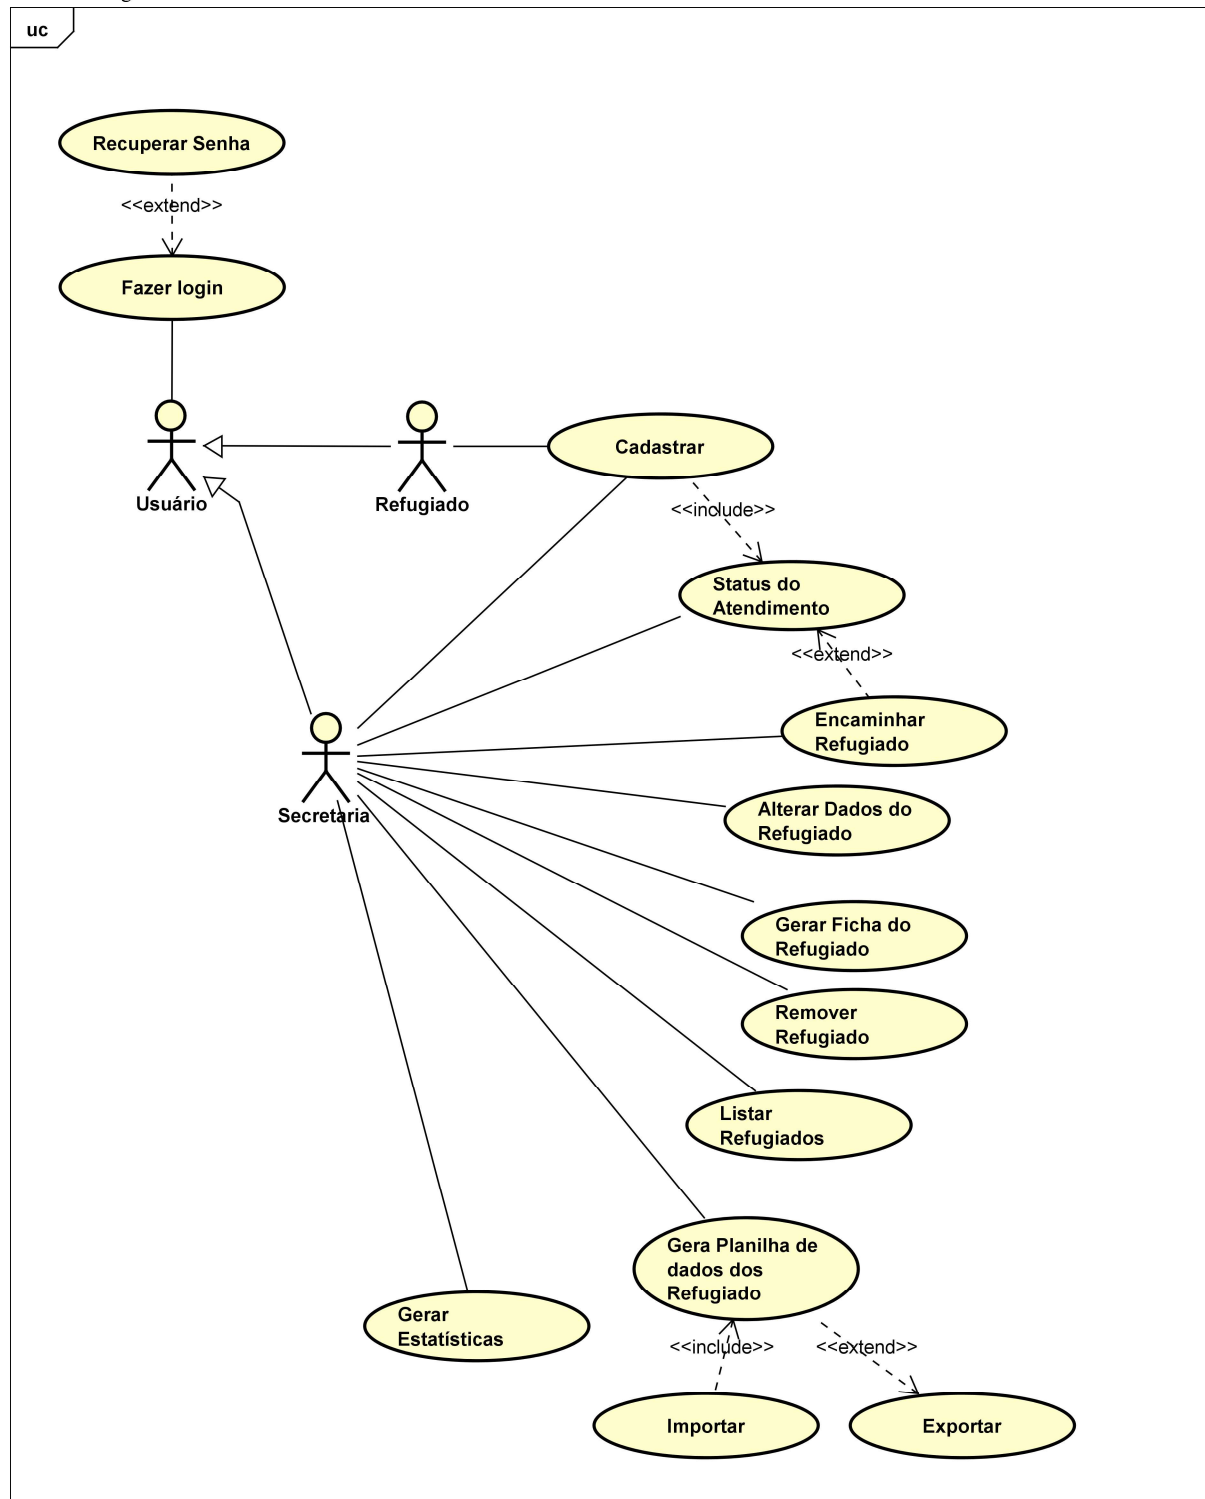 uc
Recuperar Senha
<<extend>>
Fazer login
Usuário
Refugiado
Cadastrar
<<include>>
Status do
Atendimento
<<extend>>
Encaminhar
Refugiado
Secretaria
Alterar Dados do
Refugiado
Gerar Ficha do
Refugiado
Remover
Refugiado
Listar
Refugiados
Gera Planilha de
dados dos
Refugiado
Gerar
Estatísticas
<<include>>
<<extend>>
Importar
Exportar